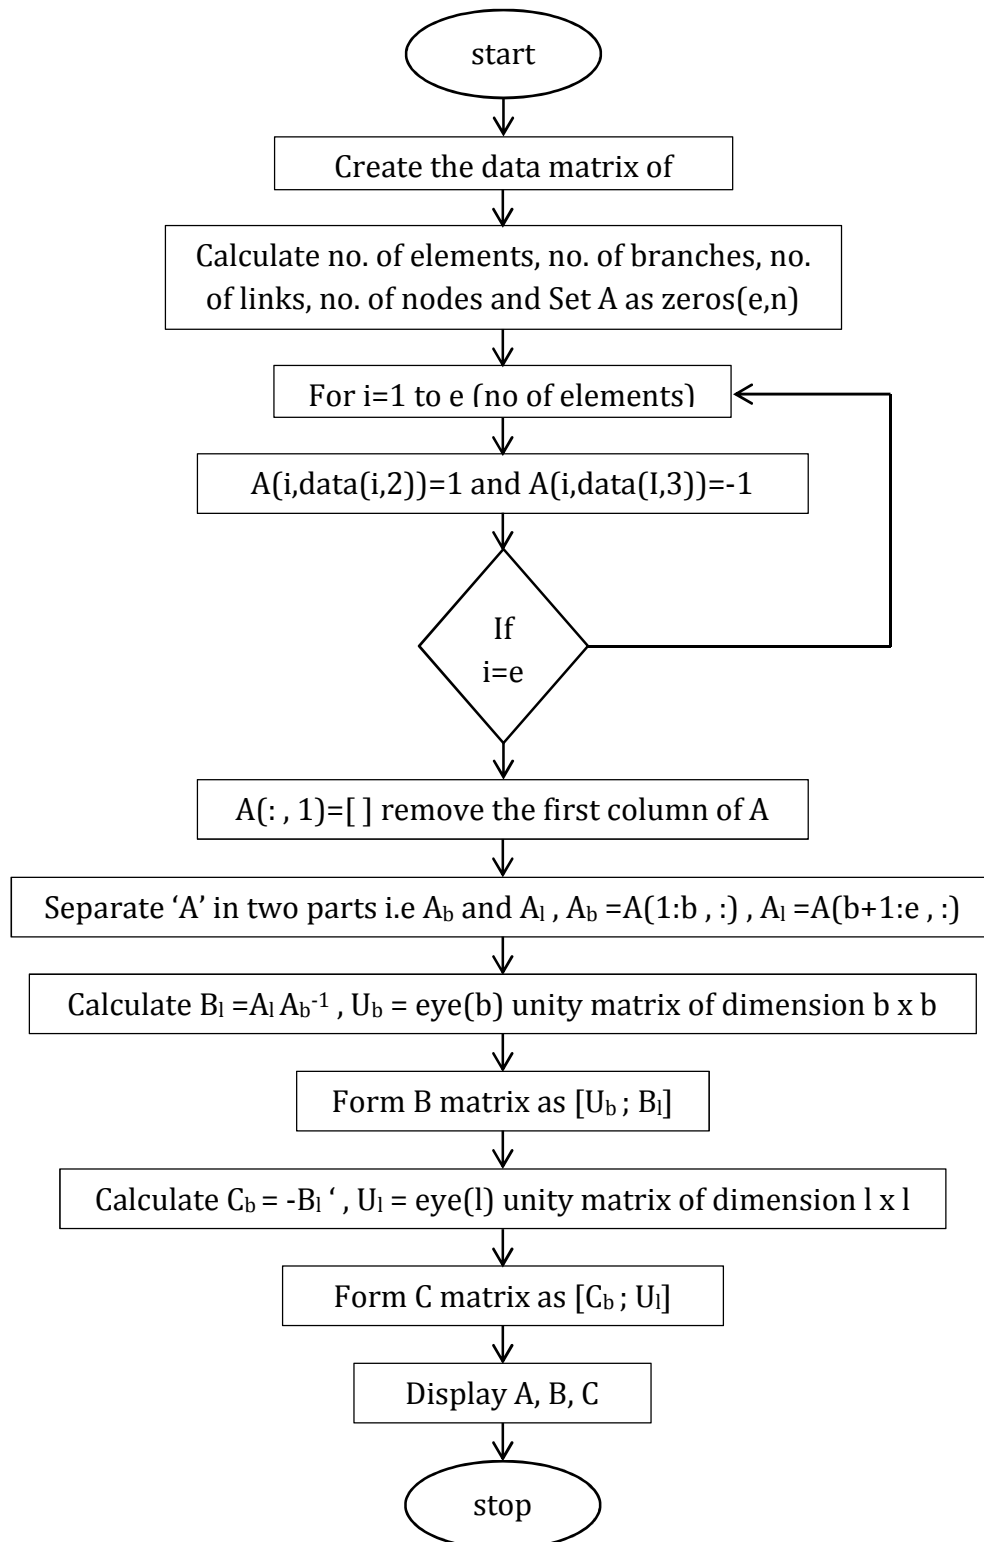 start
Create the data matrix of
Calculate no. of elements, no. of branches, no.
of links, no. of nodes and Set A as zeros(e,n)
For i=1 to e (no of elements)
A(i,data(i,2))=1 and A(i,data(I,3))=-1
If
i=e
A(: , 1)=[ ] remove the first column of A
Separate ‘A’ in two parts i.e Ab and Al , Ab =A(1:b , :) , Al =A(b+1:e , :)
Calculate Bl =Al Ab-1 , Ub = eye(b) unity matrix of dimension b x b
Form B matrix as [Ub ; Bl]
Calculate Cb = -Bl ‘ , Ul = eye(l) unity matrix of dimension l x l
Form C matrix as [Cb ; Ul]
Display A, B, C
stop